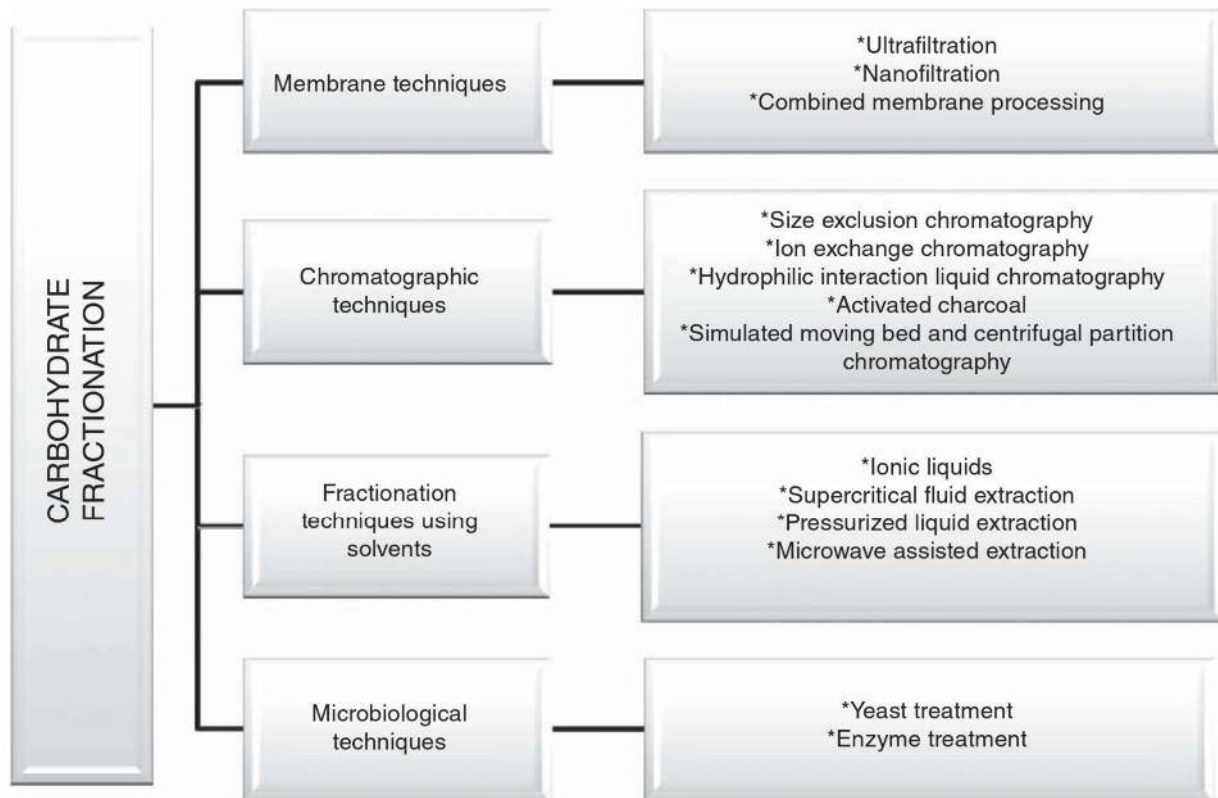 CARBOHYDRATE
FRACTIONATION
Membrane techniques
*Ultrafiltration
*Nanofiltration
*Combined membrane processing
Chromatographic
techniques
*Size exclusion chromatography
*Ion exchange chromatography
*Hydrophilic interaction liquid chromatography
*Activated charcoal
*Simulated moving bed and centrifugal partition
chromatography
Fractionation
techniques using
solvents
*Ionic liquids
*Supercritical fluid extraction
*Pressurized liquid extraction
*Microwave assisted extraction
Microbiological
techniques
*Yeast treatment
*Enzyme treatment